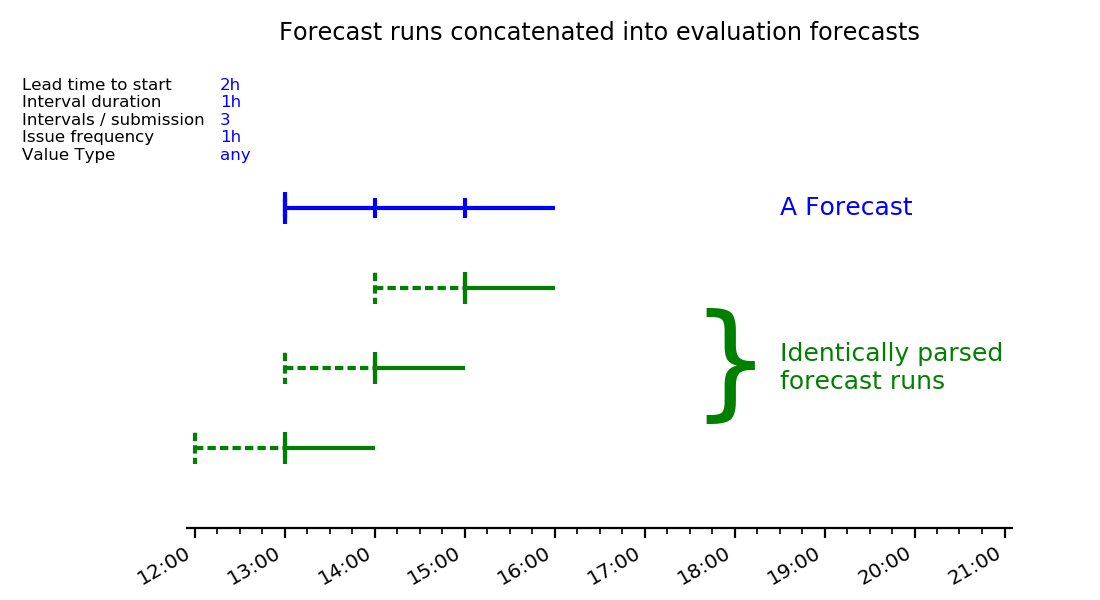 Forecast runs concatenated into evaluation forecasts
Lead time to start 2h
Interval duration 1h
Intervals / submission 3
Issue frequency 1h
Value Type any
A Forecast
}
Identically parsed
forecast runs
12:00 13:00 14:00 15:00 16:00 17:00 18:00 19:00 20:00 21:00